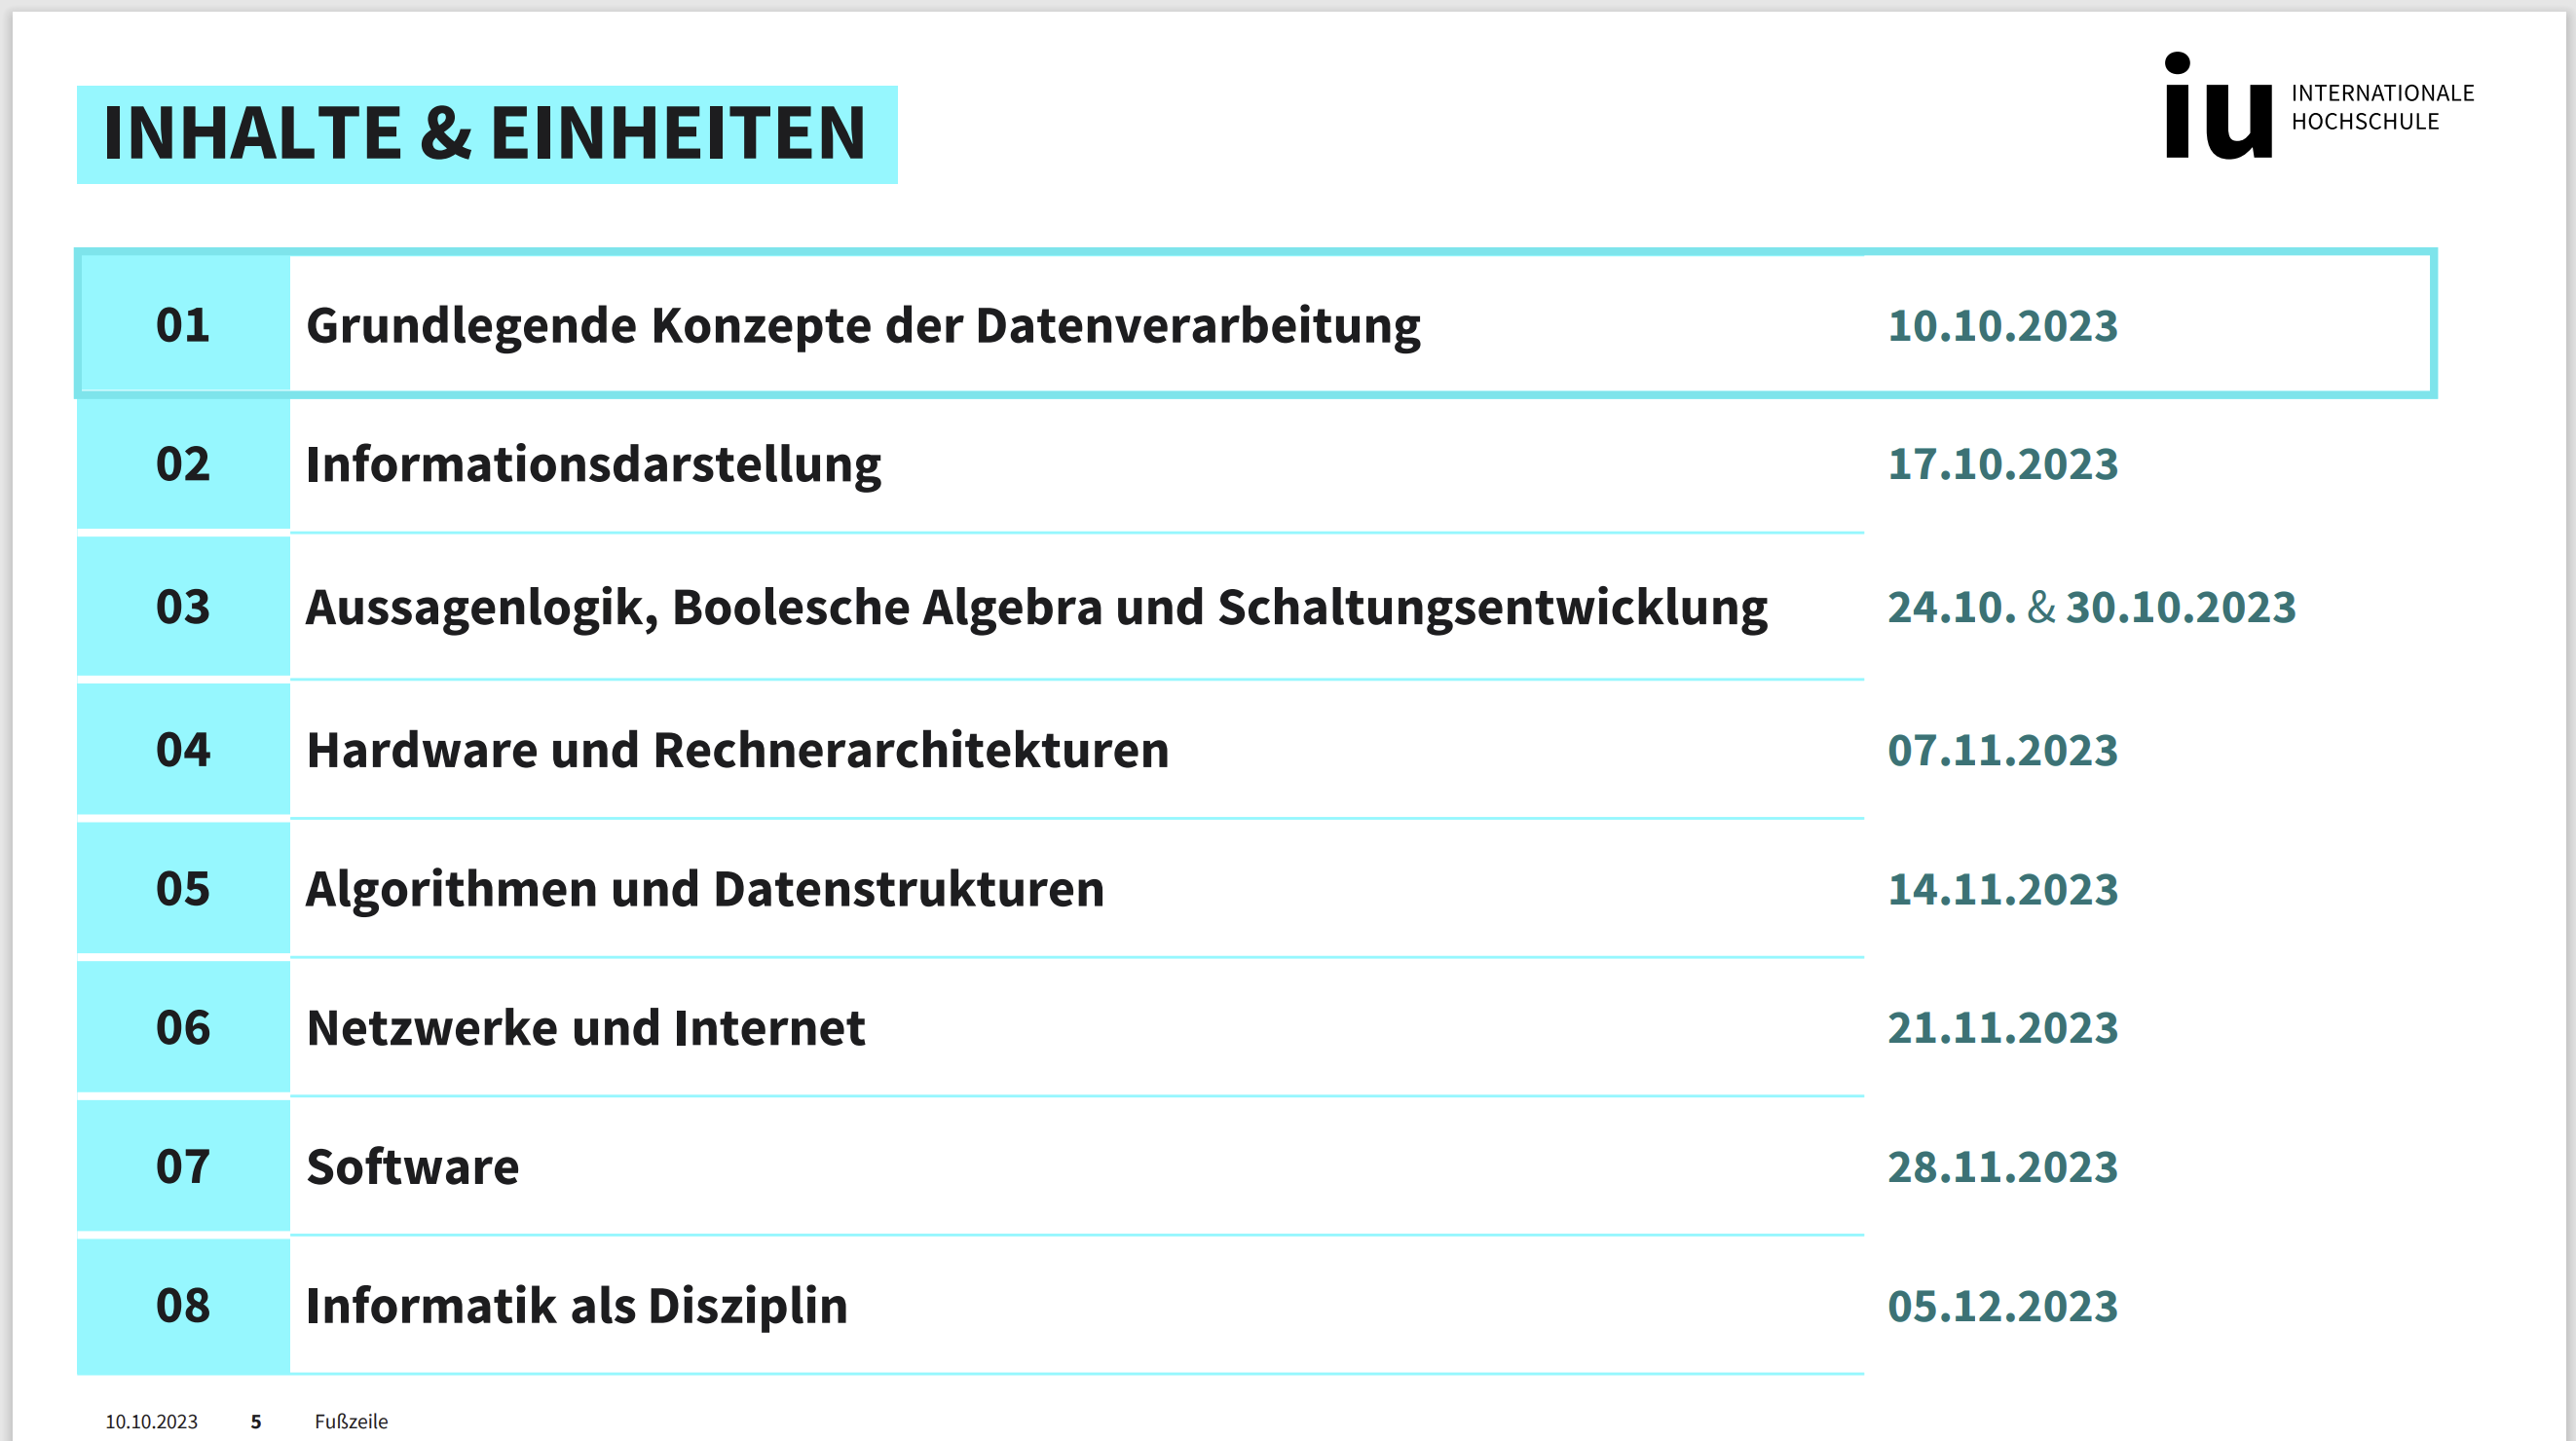 INHALTE & EINHEITEN
iu INTERNATIONALE
HOCHSCHULE
01 Grundlegende Konzepte der Datenverarbeitung 10.10.2023
02 Informationsdarstellung 17.10.2023
03 Aussagenlogik, Boolesche Algebra und Schaltungsentwicklung 24.10. & 30.10.2023
04 Hardware und Rechnerarchitekturen 07.11.2023
05 Algorithmen und Datenstrukturen 14.11.2023
06 Netzwerke und Internet 21.11.2023
07 Software 28.11.2023
08 Informatik als Disziplin 05.12.2023
10.10.2023 5 Fußzeile